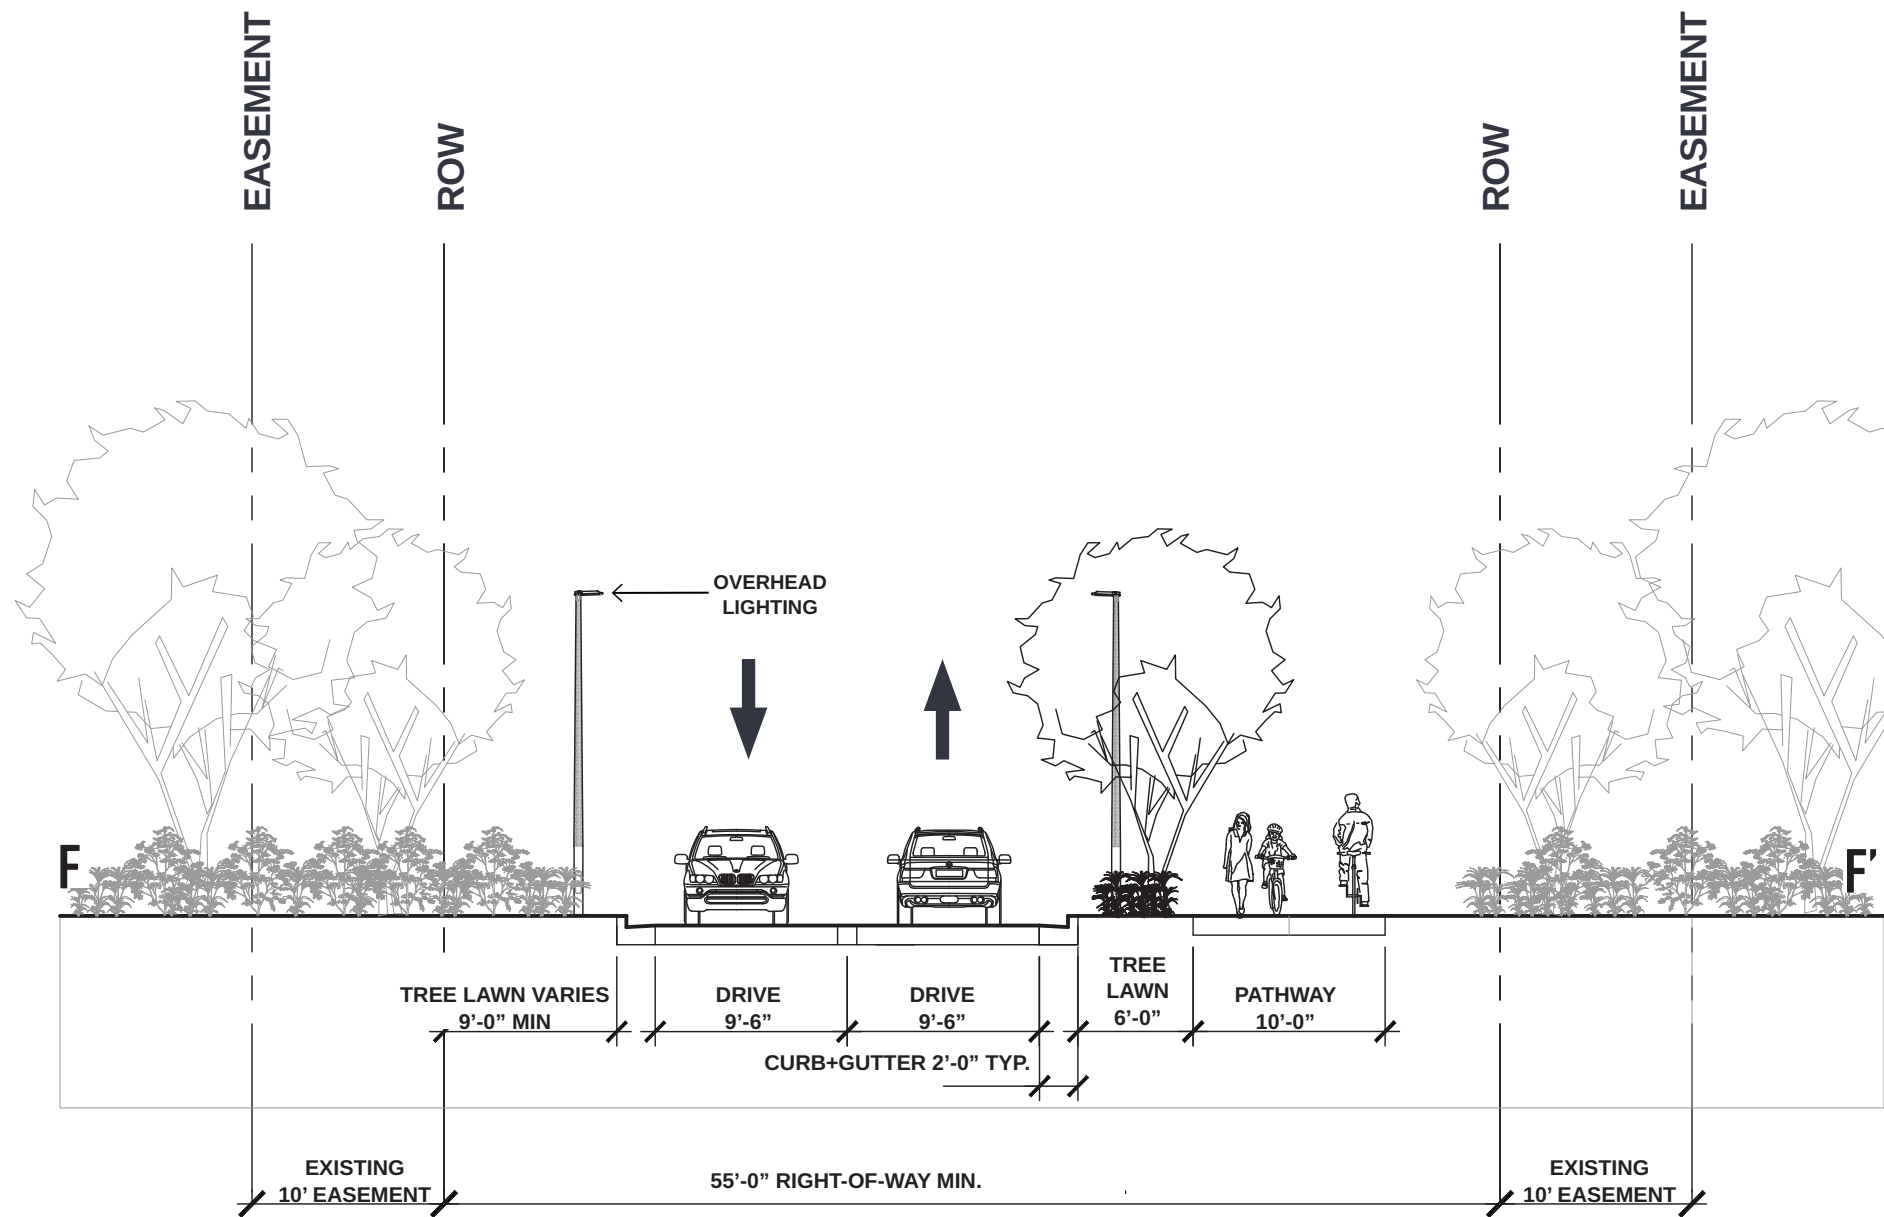 EASEMENT
ROW
ROW
EASEMENT
OVERHEAD
LIGHTING
F
F’
TREE LAWN VARIES
9’-0” MIN
DRIVE
9’-6”
DRIVE
9’-6”
TREE
LAWN
6’-0”
PATHWAY
10’-0”
CURB+GUTTER 2’-0” TYP.
EXISTING
10’ EASEMENT
55’-0” RIGHT-OF-WAY MIN.
EXISTING
10’ EASEMENT